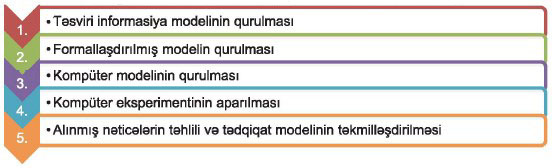 1. • Təsviri informasiya modelinin qurulması
2. • Formallaşdırılmış modelin qurulması
3. • Kompüter modelinin qurulması
4. • Kompüter eksperimentinin aparılması
5. • Alınmış nəticələrin təhlili və tədqiqat modelinin təkmilləşdirilməsi